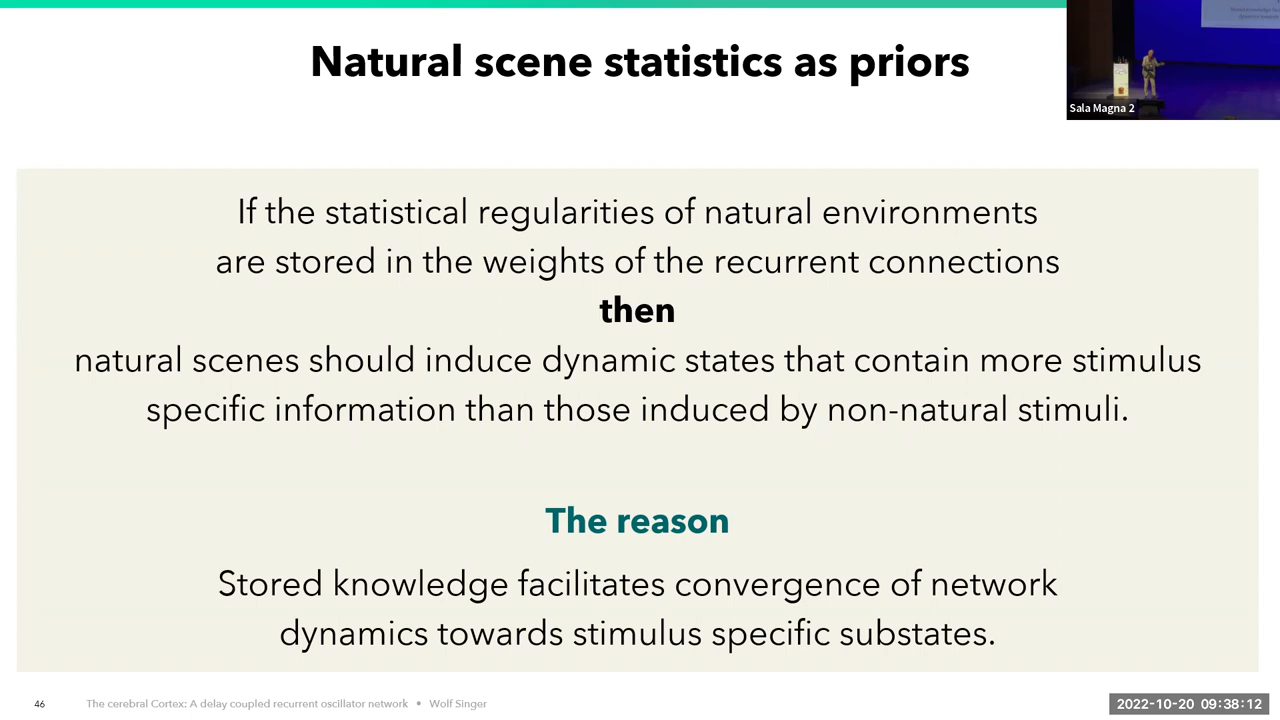 Natural scene statistics as priors
Sala Magna 2
If the statistical regularities of natural environments
are stored in the weights of the recurrent connections
then
natural scenes should induce dynamic states that contain more stimulus
specific information than those induced by non-natural stimuli.
The reason
Stored knowledge facilitates convergence of network
dynamics towards stimulus specific substates.
46 The cerebral Cortex: A delay coupled recurrent oscillator network • Wolf Singer
2022-10-20 09:38:12